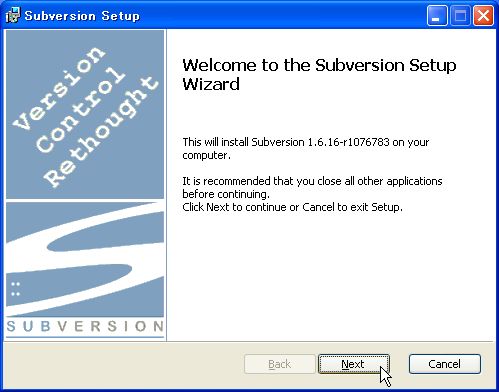 Subversion Setup
Version
Control
Rethought
SUBVERSION
Welcome to the Subversion Setup
Wizard
This will install Subversion 1.6.16-r1076783 on your
computer.
It is recommended that you close all other applications
before continuing.
Click Next to continue or Cancel to exit Setup.
Back
Next
Cancel